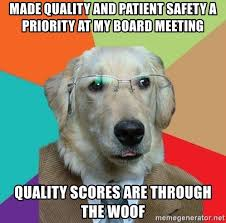 MADE QUALITY AND PATIENT SAFETY A
PRIORITY AT MY BOARD MEETING
QUALITY SCORES ARE THROUGH
THE WOOF
memegenerator.net